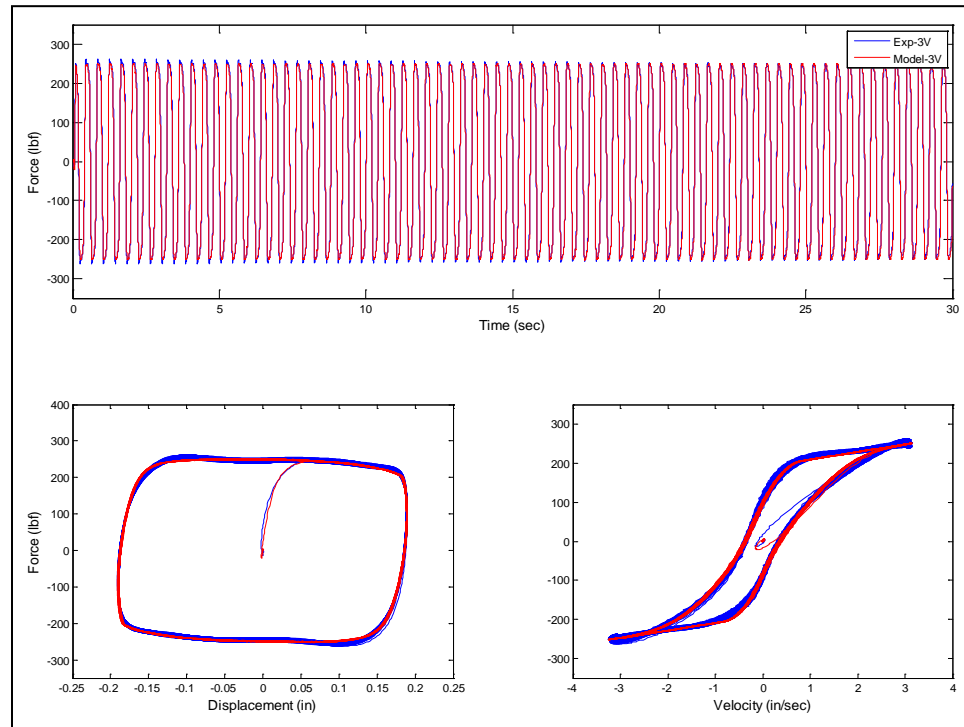 300
200
100
0
-100
-200
-300
Force (lbf)
Exp-3V
Model-3V
0 5 10 15 20 25 30
Time (sec)
400
300
200
100
0
-100
-200
-300
Force (lbf)
-0.25 -0.2 -0.15 -0.1 -0.05 0 0.05 0.1 0.15 0.2 0.25
Displacement (in)
300
200
100
0
-100
-200
-300
-4 -3 -2 -1 0 1 2 3 4
Velocity (in/sec)